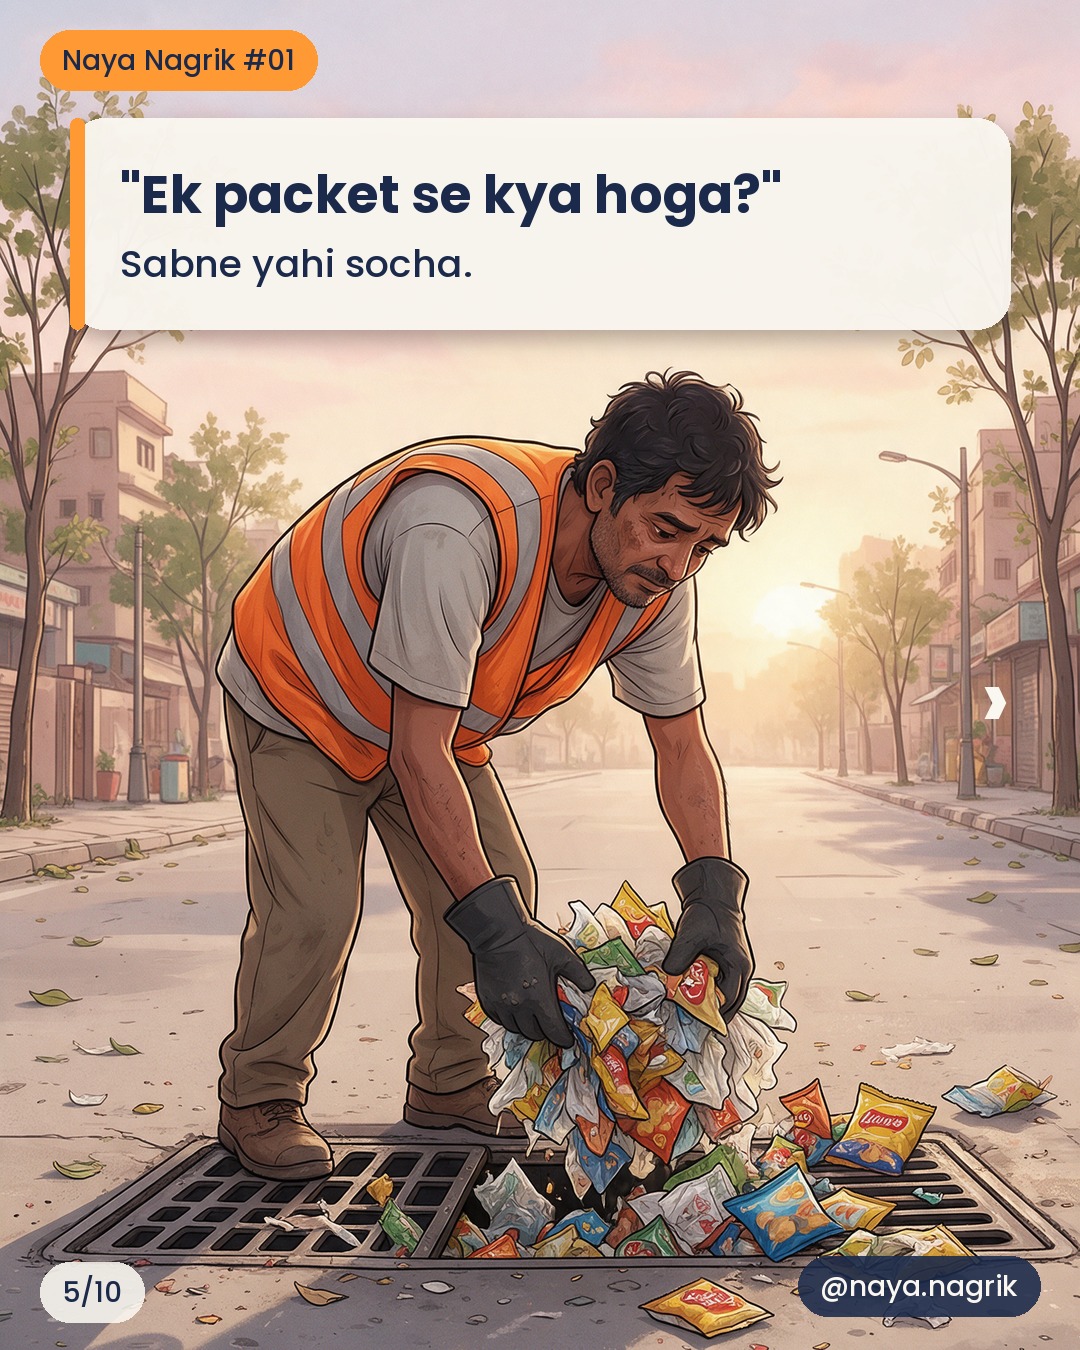 Naya Nagrik #01
"Ek packet se kya hoga?"
Sabne yahi socha.
5/10
@naya.nagrik